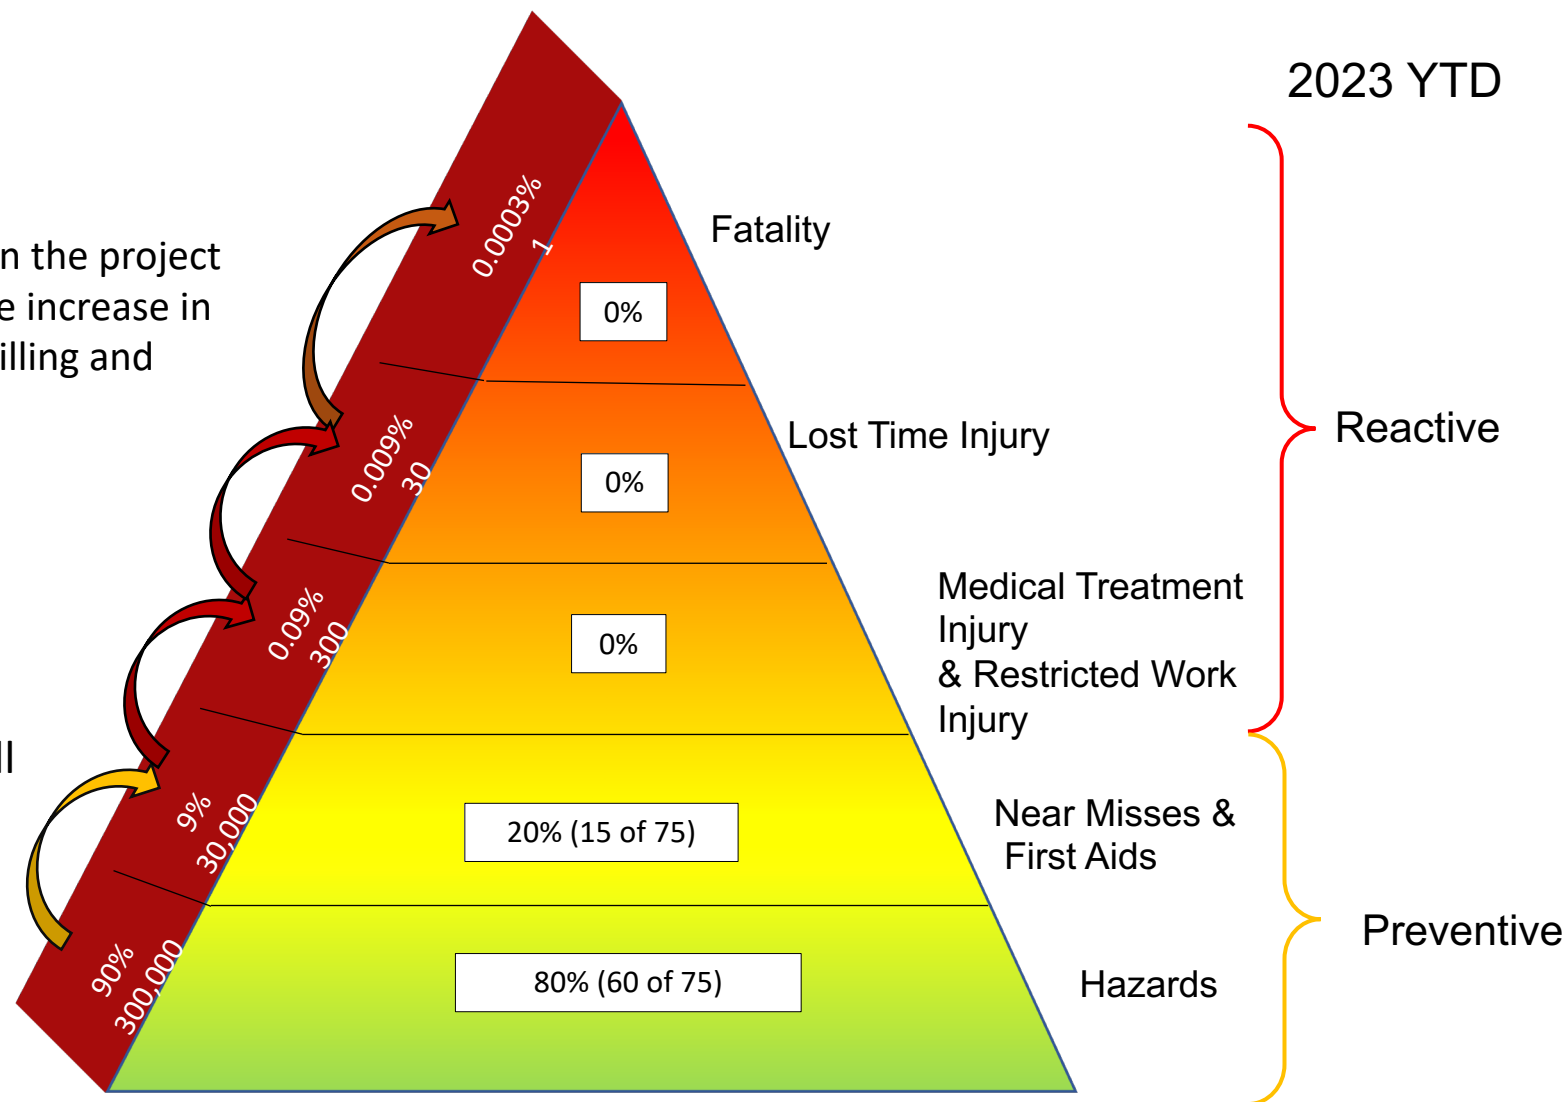 2023 YTD
n the project
e increase in
illing and
ll
0.0003%
1
0.009%
30
0.09%
300
9%
30,000
90%
300,000
Fatality
0%
Lost Time Injury
0%
Medical Treatment
Injury
& Restricted Work
Injury
0%
Near Misses &
First Aids
20% (15 of 75)
Hazards
80% (60 of 75)
Reactive
Preventive